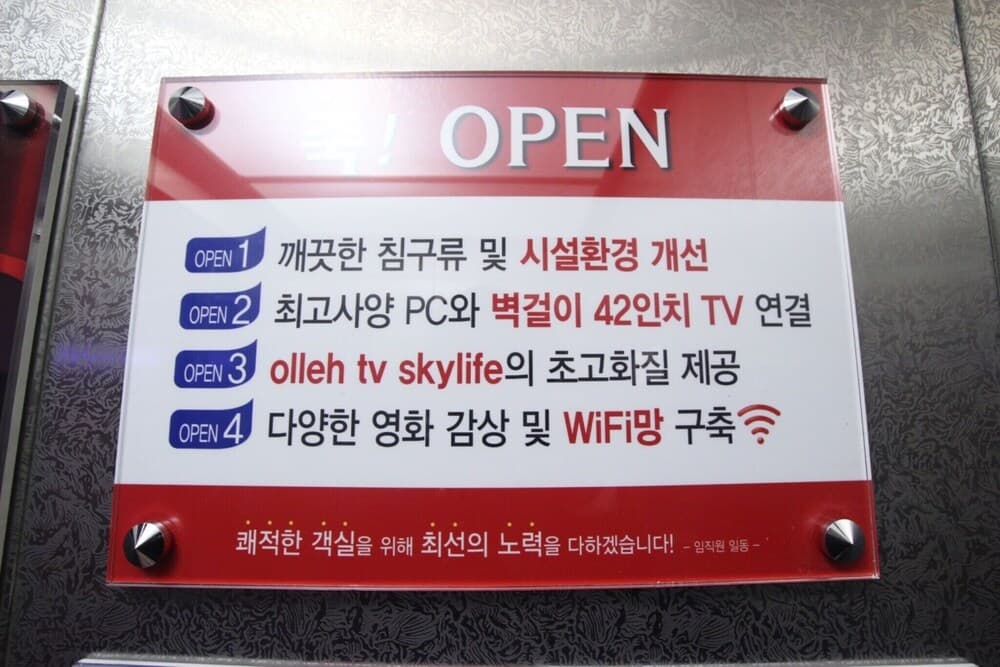 축! OPEN
OPEN 1 깨끗한 침구류 및 시설환경 개선
OPEN 2 최고사양 PC와 벽걸이 42인치 TV 연결
OPEN 3 olleh tv skylife의 초고화질 제공
OPEN 4 다양한 영화 감상 및 WiFi망 구축
쾌적한 객실을 위해 최선의 노력을 다하겠습니다! - 임직원 일동 -